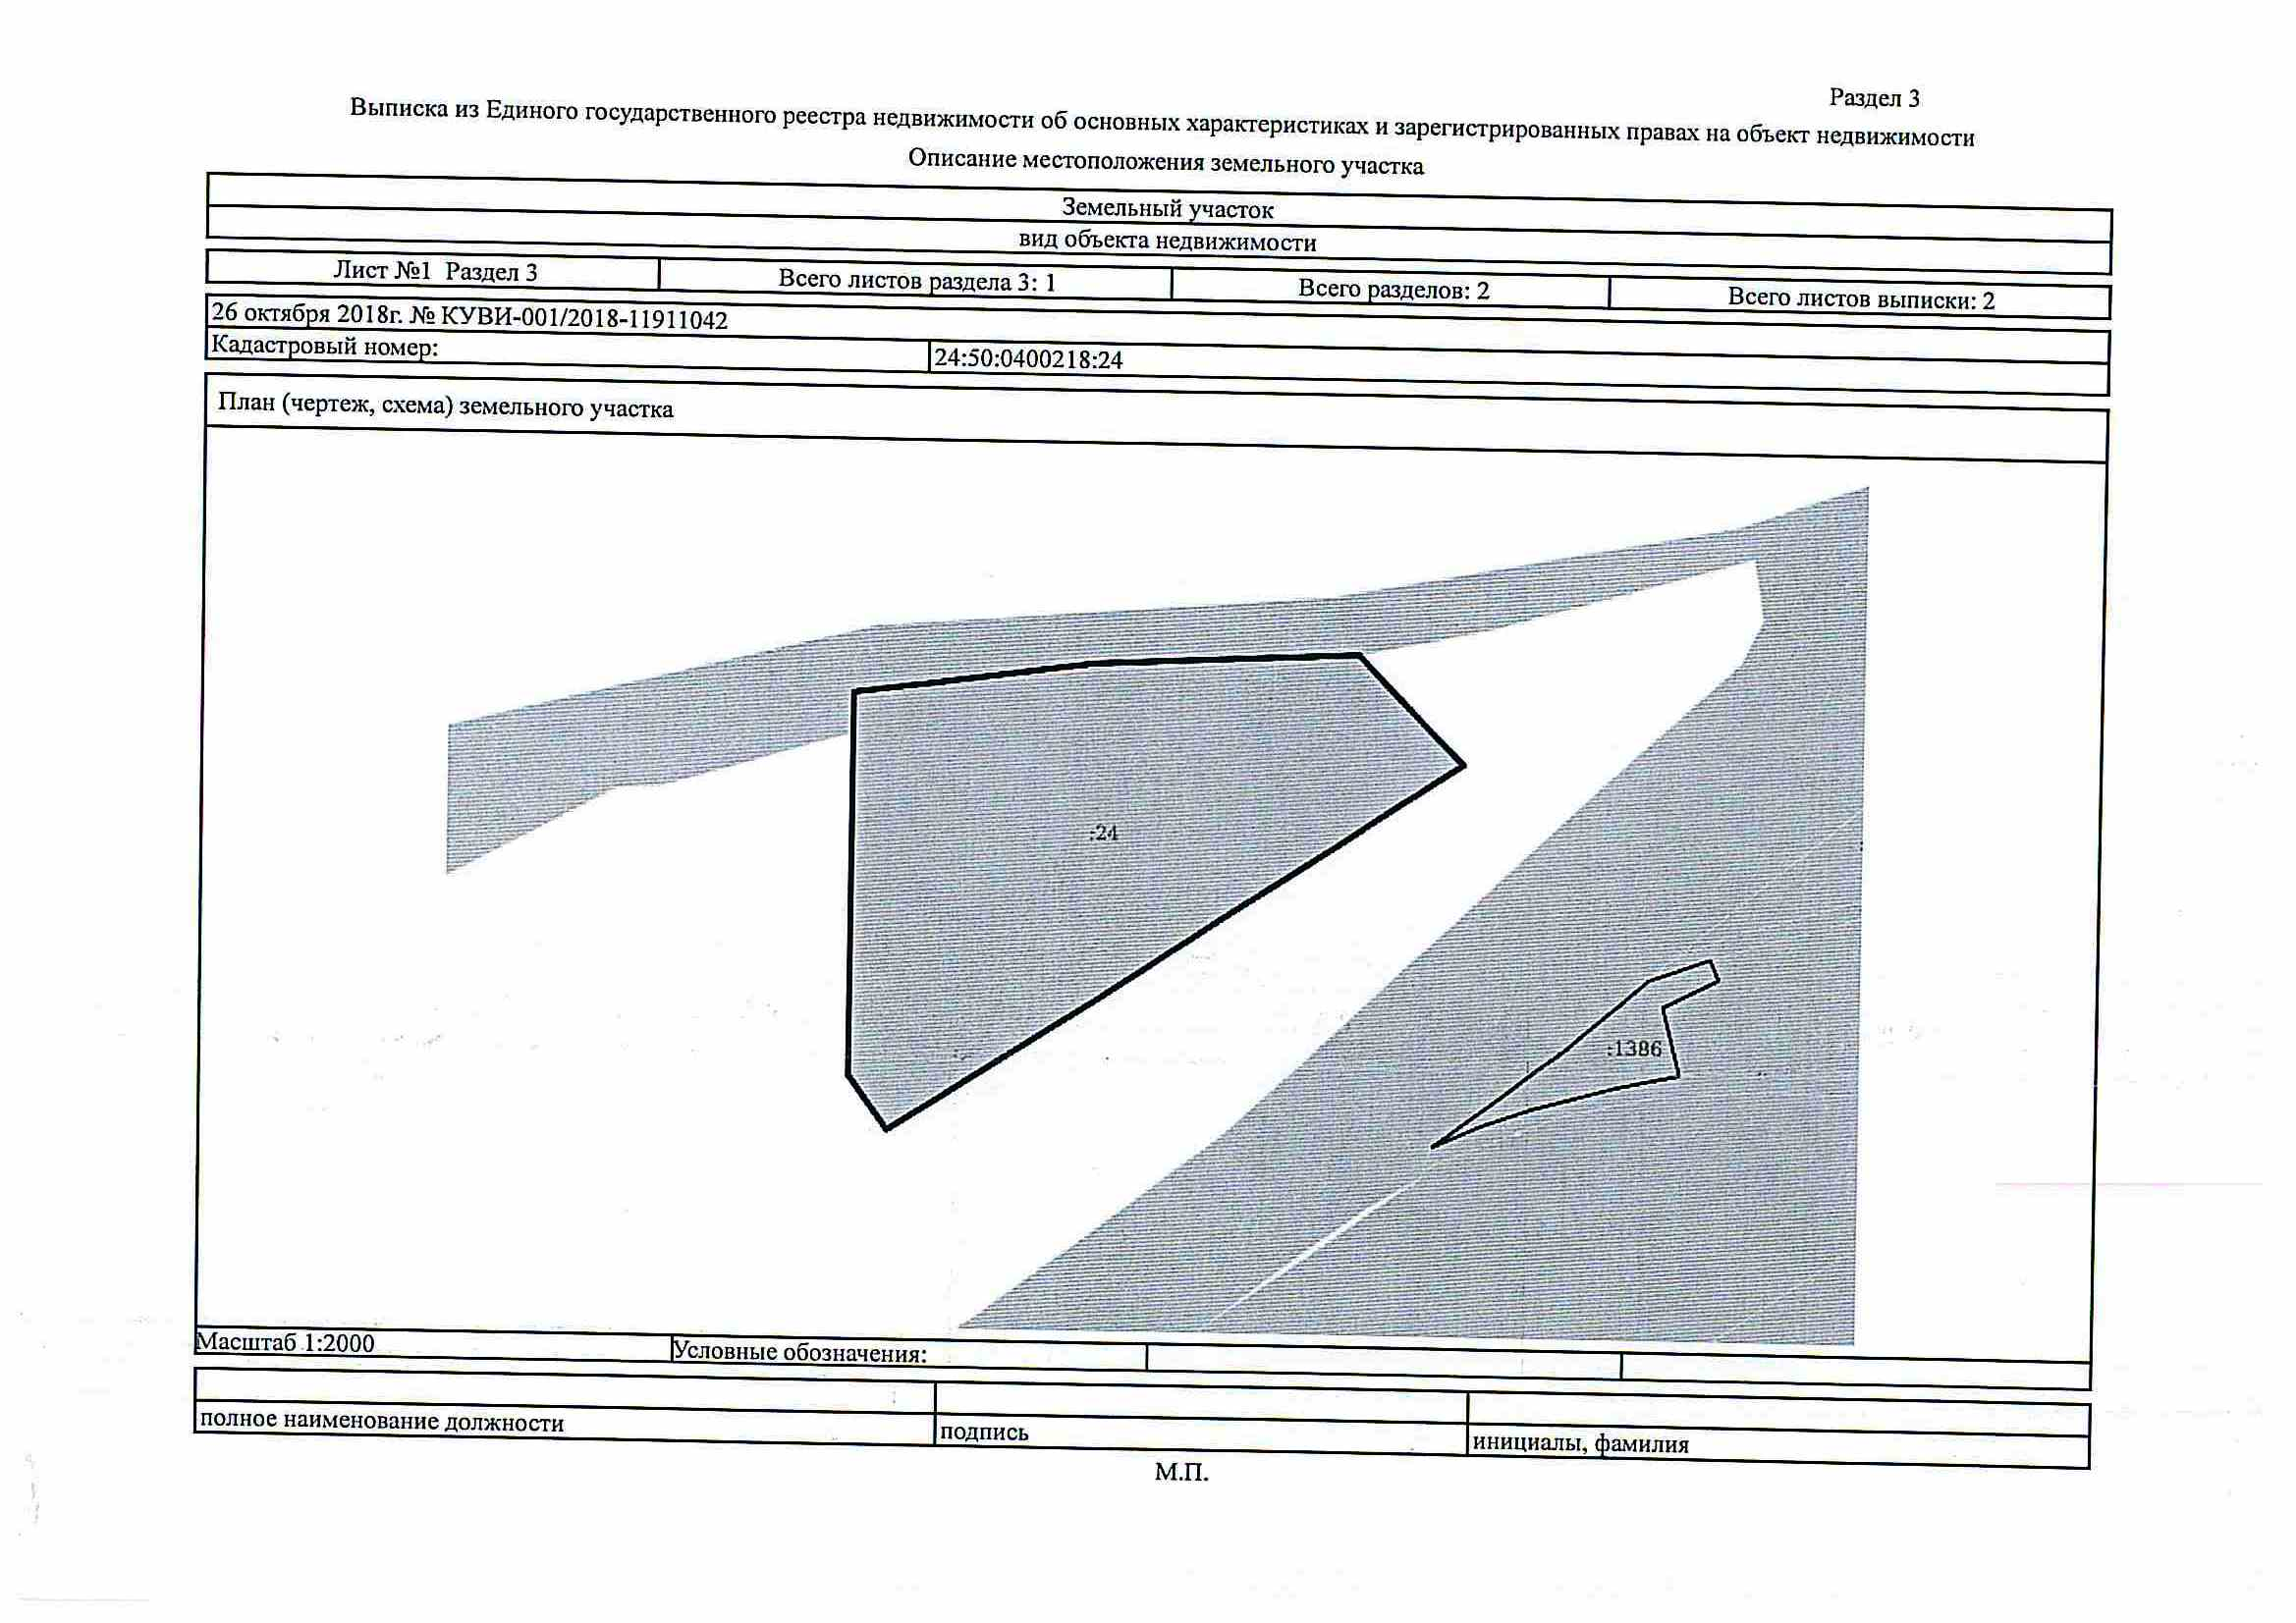 Раздел 3
Выписка из Единого государственного реестра недвижимости об основных характеристиках и зарегистрированных правах на объект недвижимости
Описание местоположения земельного участка
Земельный участок
вид объекта недвижимости
Лист №1 Раздел 3 Всего листов раздела 3: 1 Всего разделов: 2 Всего листов выписки: 2
26 октября 2018г. № КУВИ-001/2018-11911042
Кадастровый номер: 24:50:0400218:24
План (чертеж, схема) земельного участка
:24
:1386
Масштаб 1:2000 Условные обозначения:
полное наименование должности подпись инициалы, фамилия
М.П.